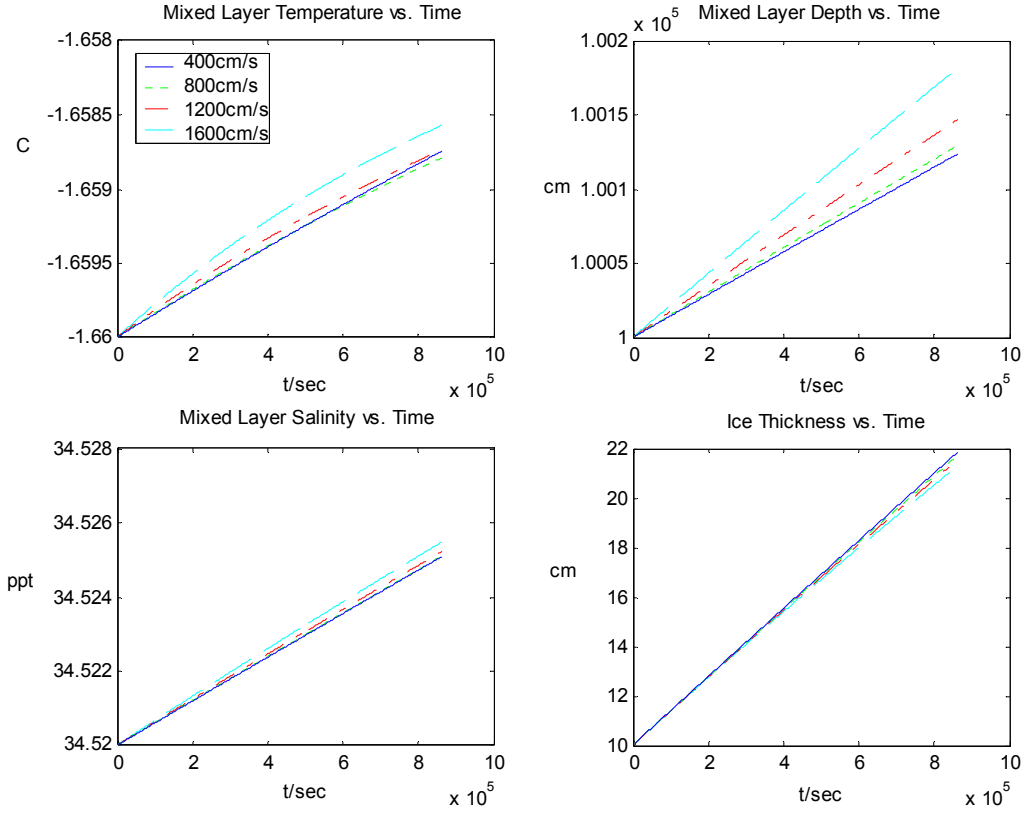 Mixed Layer Temperature vs. Time
-1.658
-1.6585
-1.659
-1.6595
-1.66
C
400cm/s
800cm/s
1200cm/s
1600cm/s
0 2 4 6 8 10
t/sec
x 10^5
Mixed Layer Depth vs. Time
x 10^5
1.002
1.0015
1.001
1.0005
1
cm
0 2 4 6 8 10
t/sec
x 10^5
Mixed Layer Salinity vs. Time
34.528
34.526
34.524
34.522
34.52
ppt
0 2 4 6 8 10
t/sec
x 10^5
Ice Thickness vs. Time
22
20
18
16
14
12
10
cm
0 2 4 6 8 10
t/sec
x 10^5